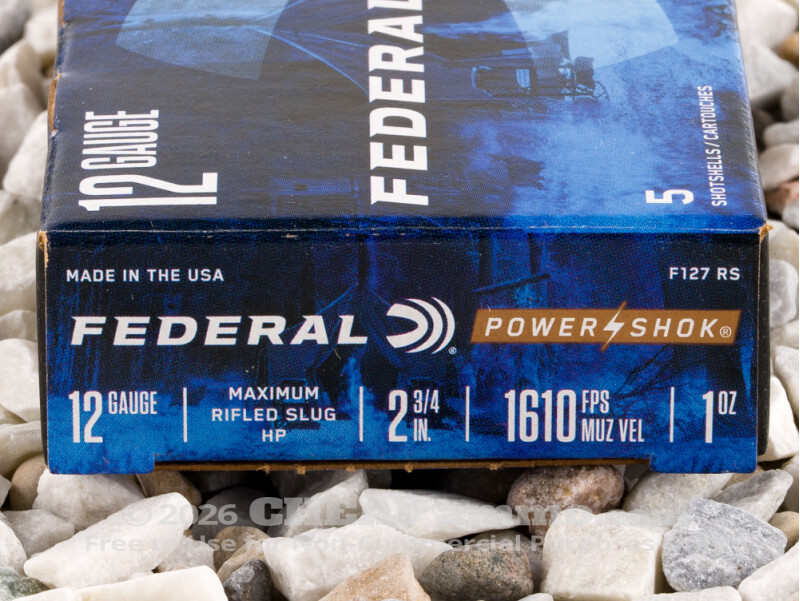 12 GAUGE
FEDERAL
5
SHOTSHELLS / CARTOUCHES
MADE IN THE USA
F127 RS
FEDERAL
POWER SHOK®
12 GAUGE
MAXIMUM
RIFLED SLUG
HP
2 3/4
IN.
1610 FPS
MUZ VEL
1 OZ
© 2026